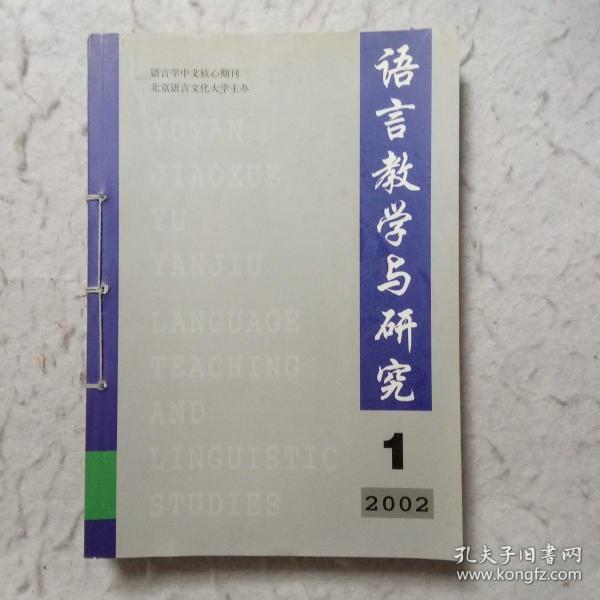 语言学中文核心期刊
北京语言文化大学主办
语言教学与研究
YUYAN
JIAOXUE
YU
YANJIU
LANGUAGE
TEACHING
AND
LINGUISTIC
STUDIES
1
2002
孔夫子旧书网
www.kongfz.com